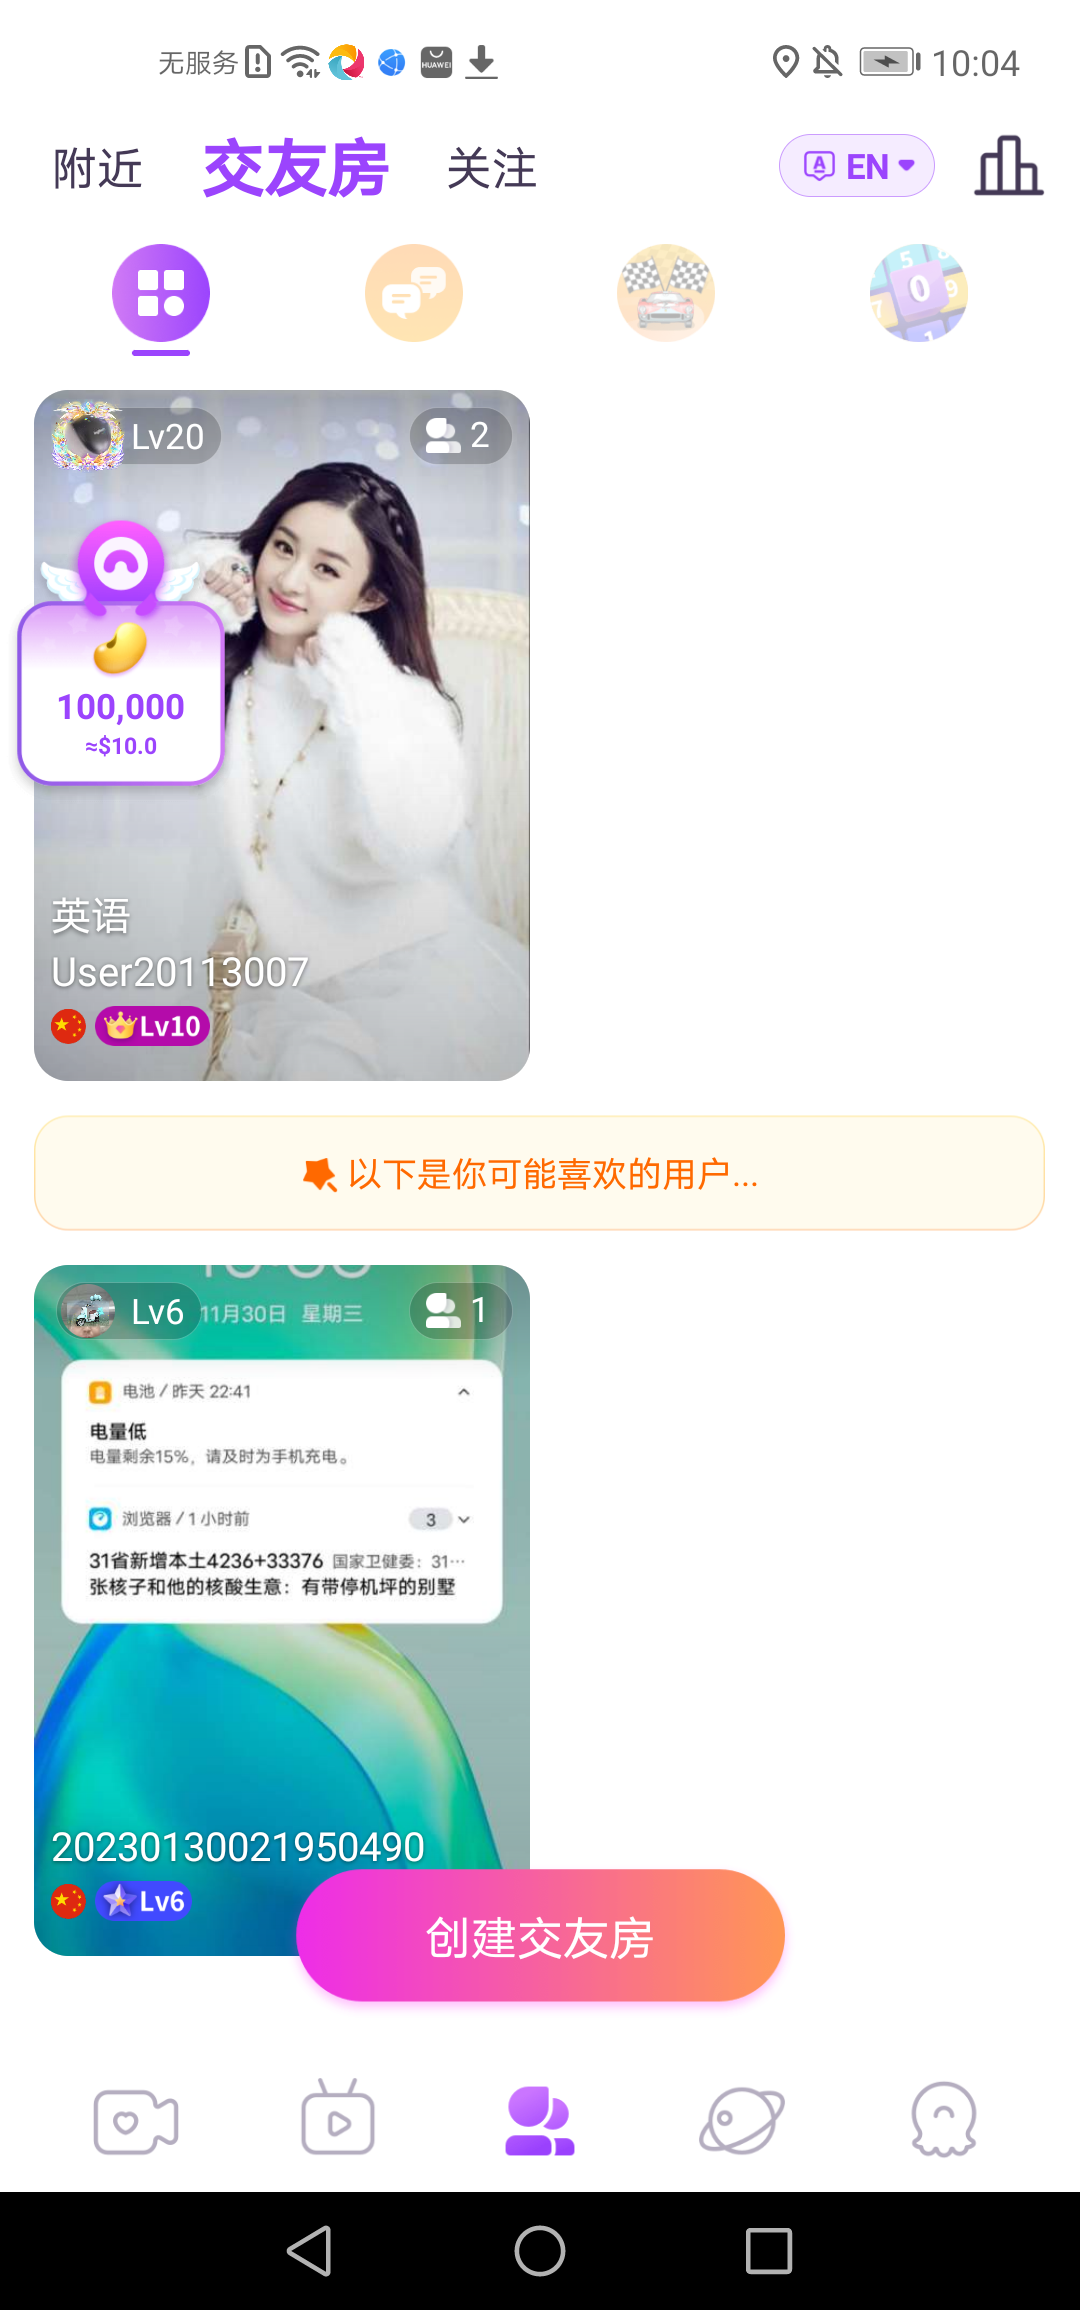 无服务 10:04
附近 交友房 关注 EN
Lv20 2
100,000
≈$10.0
英语
User20113007
Lv10
以下是你可能喜欢的用户...
Lv6 11月30日 星期三 1
电池 / 昨天 22:41
电量低
电量剩余15%，请及时为手机充电。
浏览器 / 1 小时前 3
31省新增本土4236+33376 国家卫健委：31···
张核子和他的核酸生意：有带停机坪的别墅
20230130021950490
Lv6
创建交友房